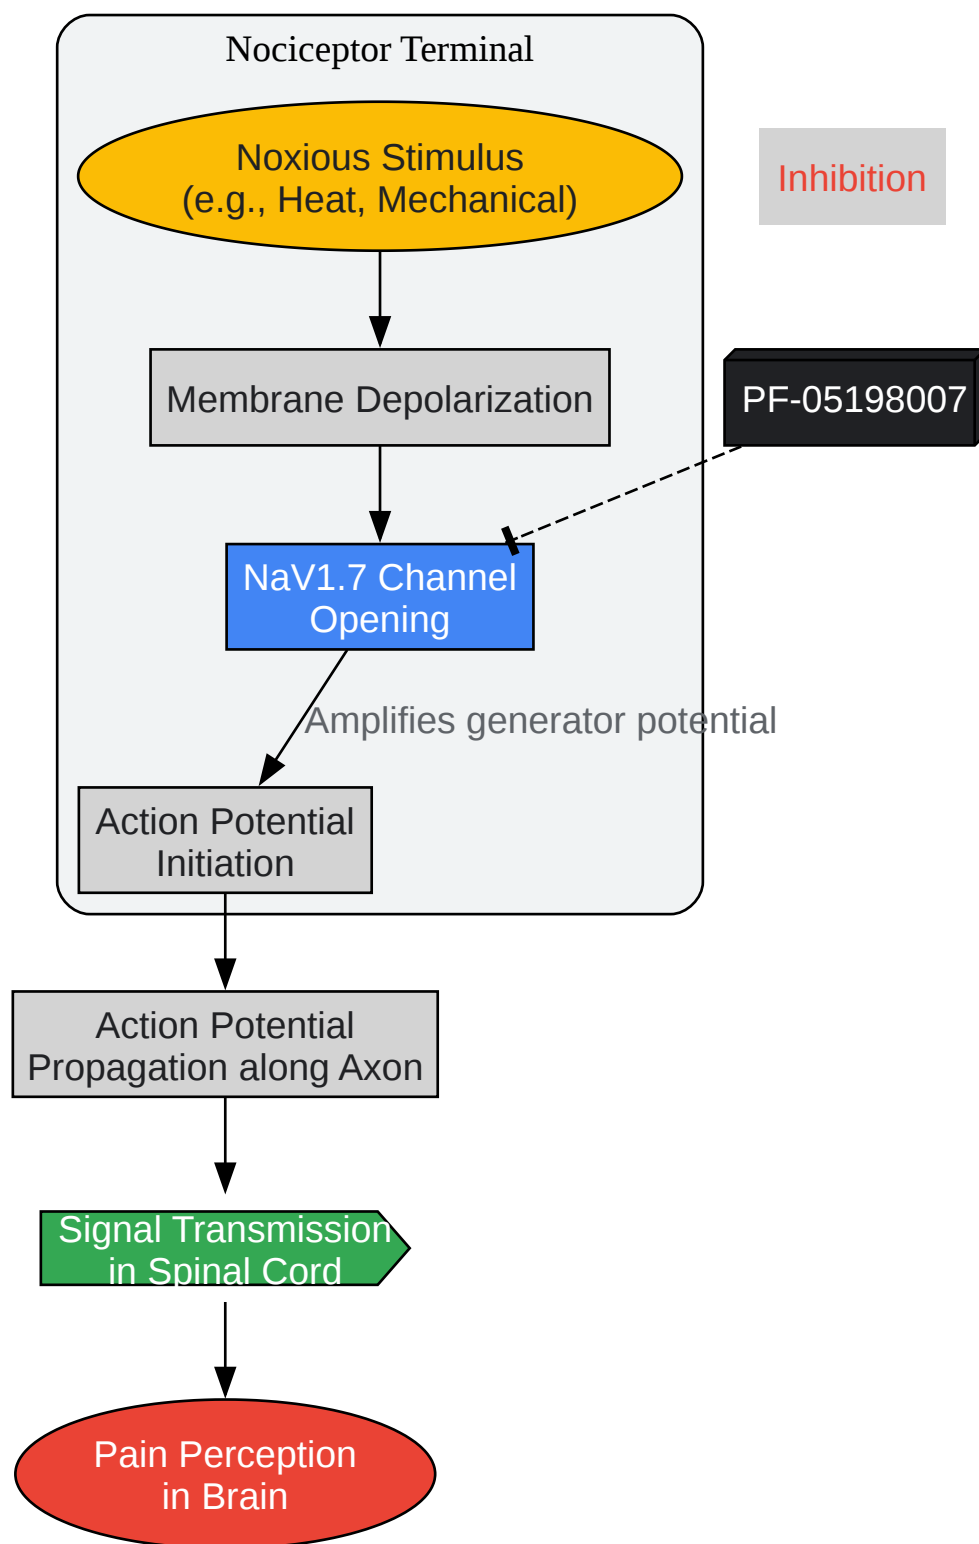 Nociceptor Terminal
Noxious Stimulus
(e.g., Heat, Mechanical)
Inhibition
Membrane Depolarization
PF-05198007
NaV1.7 Channel
Opening
Amplifies generator potential
Action Potential
Initiation
Action Potential
Propagation along Axon
Signal Transmission
in Spinal Cord
Pain Perception
in Brain